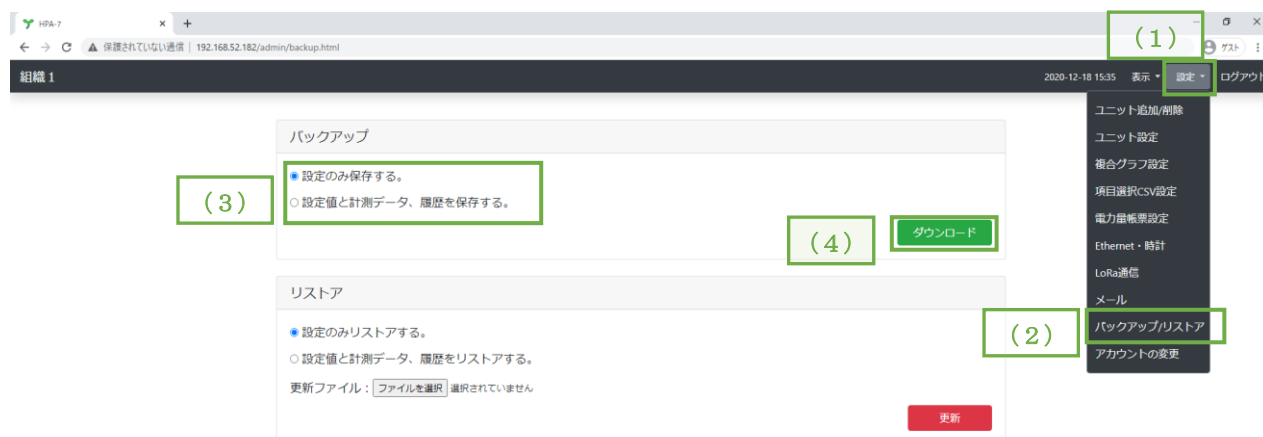 HPA-7
保護されていない通信 | 192.168.52.182/admin/backup.html
ゲスト
(1)
組織 1
2020-12-18 15:35 表示 設定 ログアウト
ユニット追加/削除
ユニット設定
複合グラフ設定
項目選択CSV設定
電力量帳票設定
Ethernet・時計
LoRa通信
メール
(2)
バックアップ/リストア
アカウントの変更
バックアップ
(3)
設定のみ保存する。
設定値と計測データ、履歴を保存する。
(4)
ダウンロード
リストア
設定のみリストアする。
設定値と計測データ、履歴をリストアする。
更新ファイル：ファイルを選択 選択されていません
更新